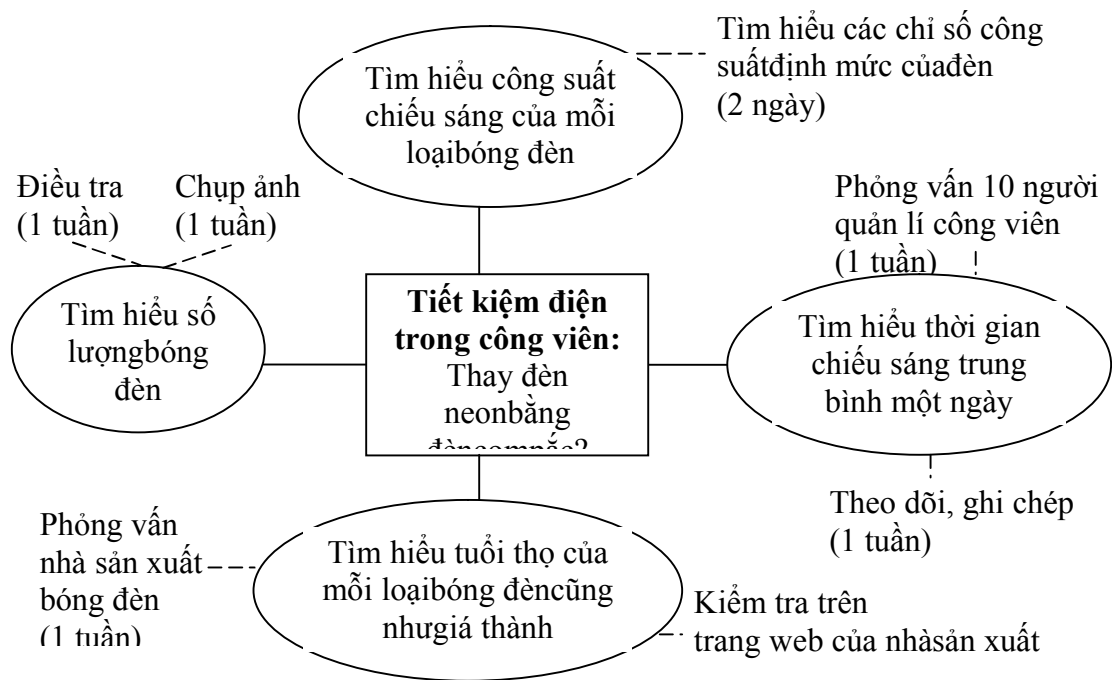 Tìm hiểu các chỉ số công
suấtđịnh mức củađèn
(2 ngày)
Tìm hiểu công suất
chiếu sáng của mỗi
loạibóng đèn
Điều tra
(1 tuần)
Chụp ảnh
(1 tuần)
Phỏng vấn 10 người
quản lí công viên
(1 tuần)
Tìm hiểu số
lượngbóng
đèn
Tiết kiệm điện
trong công viên:
Thay đèn
neonbằng
đèncompắc?
Tìm hiểu thời gian
chiếu sáng trung
bình một ngày
Theo dõi, ghi chép
(1 tuần)
Phỏng vấn
nhà sản xuất
bóng đèn
(1 tuần)
Tìm hiểu tuổi thọ của
mỗi loạibóng đèncũng
nhưgiá thành
Kiểm tra trên
trang web của nhàsản xuất